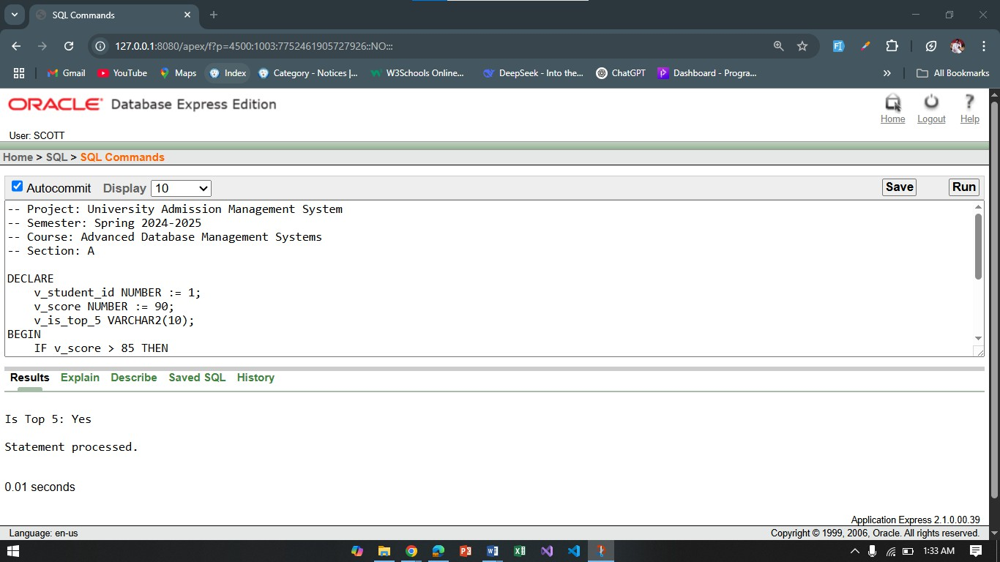 SQL Commands
127.0.0.1:8080/apex/f?p=4500:1003:7752461905727926::NO:::
Gmail YouTube Maps Index Category - Notices |... W3Schools Online... DeepSeek - Into the... ChatGPT Dashboard - Progra... » All Bookmarks
ORACLE Database Express Edition
Home Logout Help
User: SCOTT
Home > SQL > SQL Commands
Autocommit Display 10 Save Run
-- Project: University Admission Management System
-- Semester: Spring 2024-2025
-- Course: Advanced Database Management Systems
-- Section: A
DECLARE
    v_student_id NUMBER := 1;
    v_score NUMBER := 90;
    v_is_top_5 VARCHAR2(10);
BEGIN
    IF v_score > 85 THEN
Results Explain Describe Saved SQL History
Is Top 5: Yes
Statement processed.
0.01 seconds
Application Express 2.1.0.00.39
Language: en-us Copyright © 1999, 2006, Oracle. All rights reserved.
1:33 AM